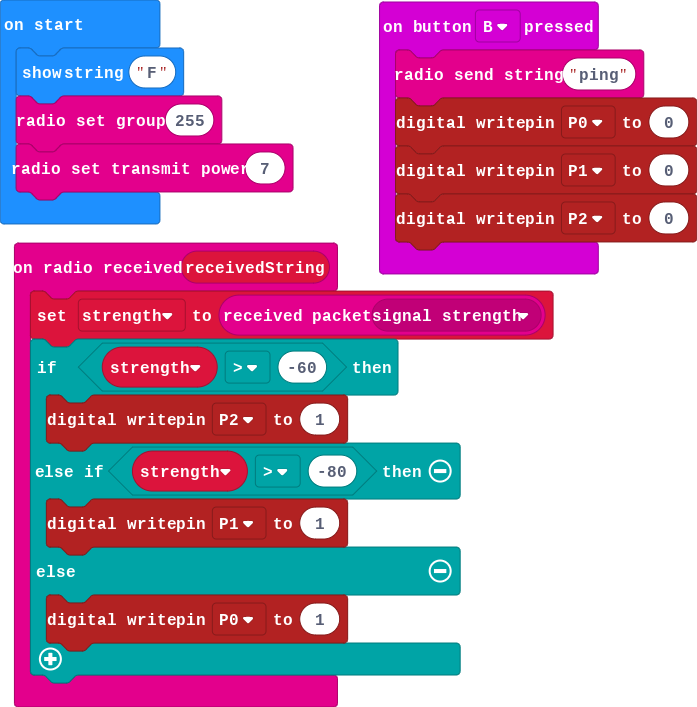 on start
show string "F"
radio set group 255
radio set transmit power 7
on button B pressed
radio send string "ping"
digital writepin P0 to 0
digital writepin P1 to 0
digital writepin P2 to 0
on radio received receivedString
set strength to received packet signal strength
if strength > -60 then
digital writepin P2 to 1
else if strength > -80 then
digital writepin P1 to 1
else
digital writepin P0 to 1